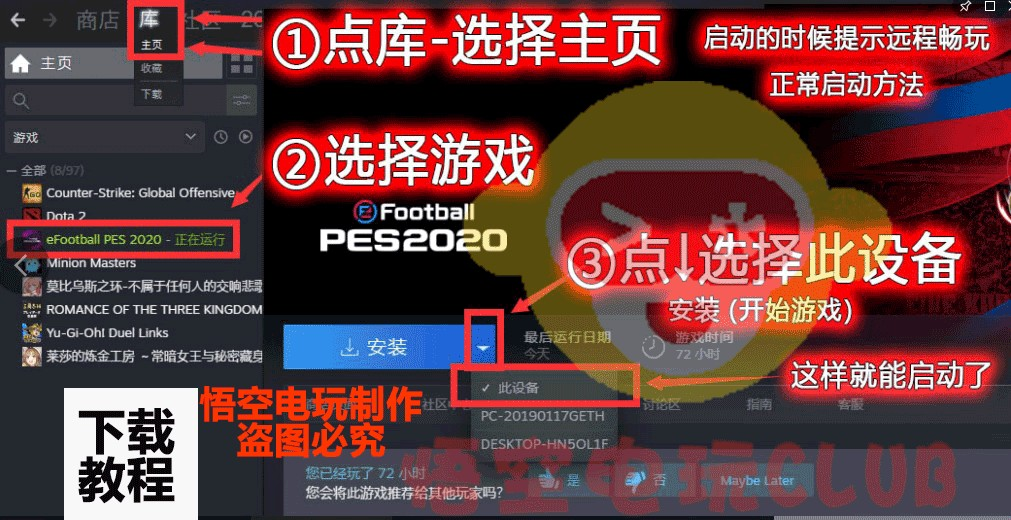 商店 库 社区
①点库-选择主页
启动的时候提示远程畅玩
正常启动方法
主页
收藏
下载
主页
游戏
全部 (8/97)
②选择游戏
Counter-Strike: Global Offensive
Dota 2
eFootball PES 2020 - 正在运行
Minion Masters
莫比乌斯之环-不属于任何人的交响悲歌
ROMANCE OF THE THREE KINGDOM
Yu-Gi-Oh! Duel Links
莱莎的炼金工房 ~常暗女王与秘密藏身
eFootball
PES2020
③点↓选择此设备
安装 (开始游戏)
安装
最后运行日期
今天
游戏时间
72 小时
这样就能启动了
此设备
PC-20190117GETH
DESKTOP-HN5OL1F
讨论区
指南
客服
下载
教程
悟空电玩制作
盗图必究
悟空电玩CLUB
您已经玩了 72 小时
您会将此游戏推荐给其他玩家吗?
是
否
Maybe Later